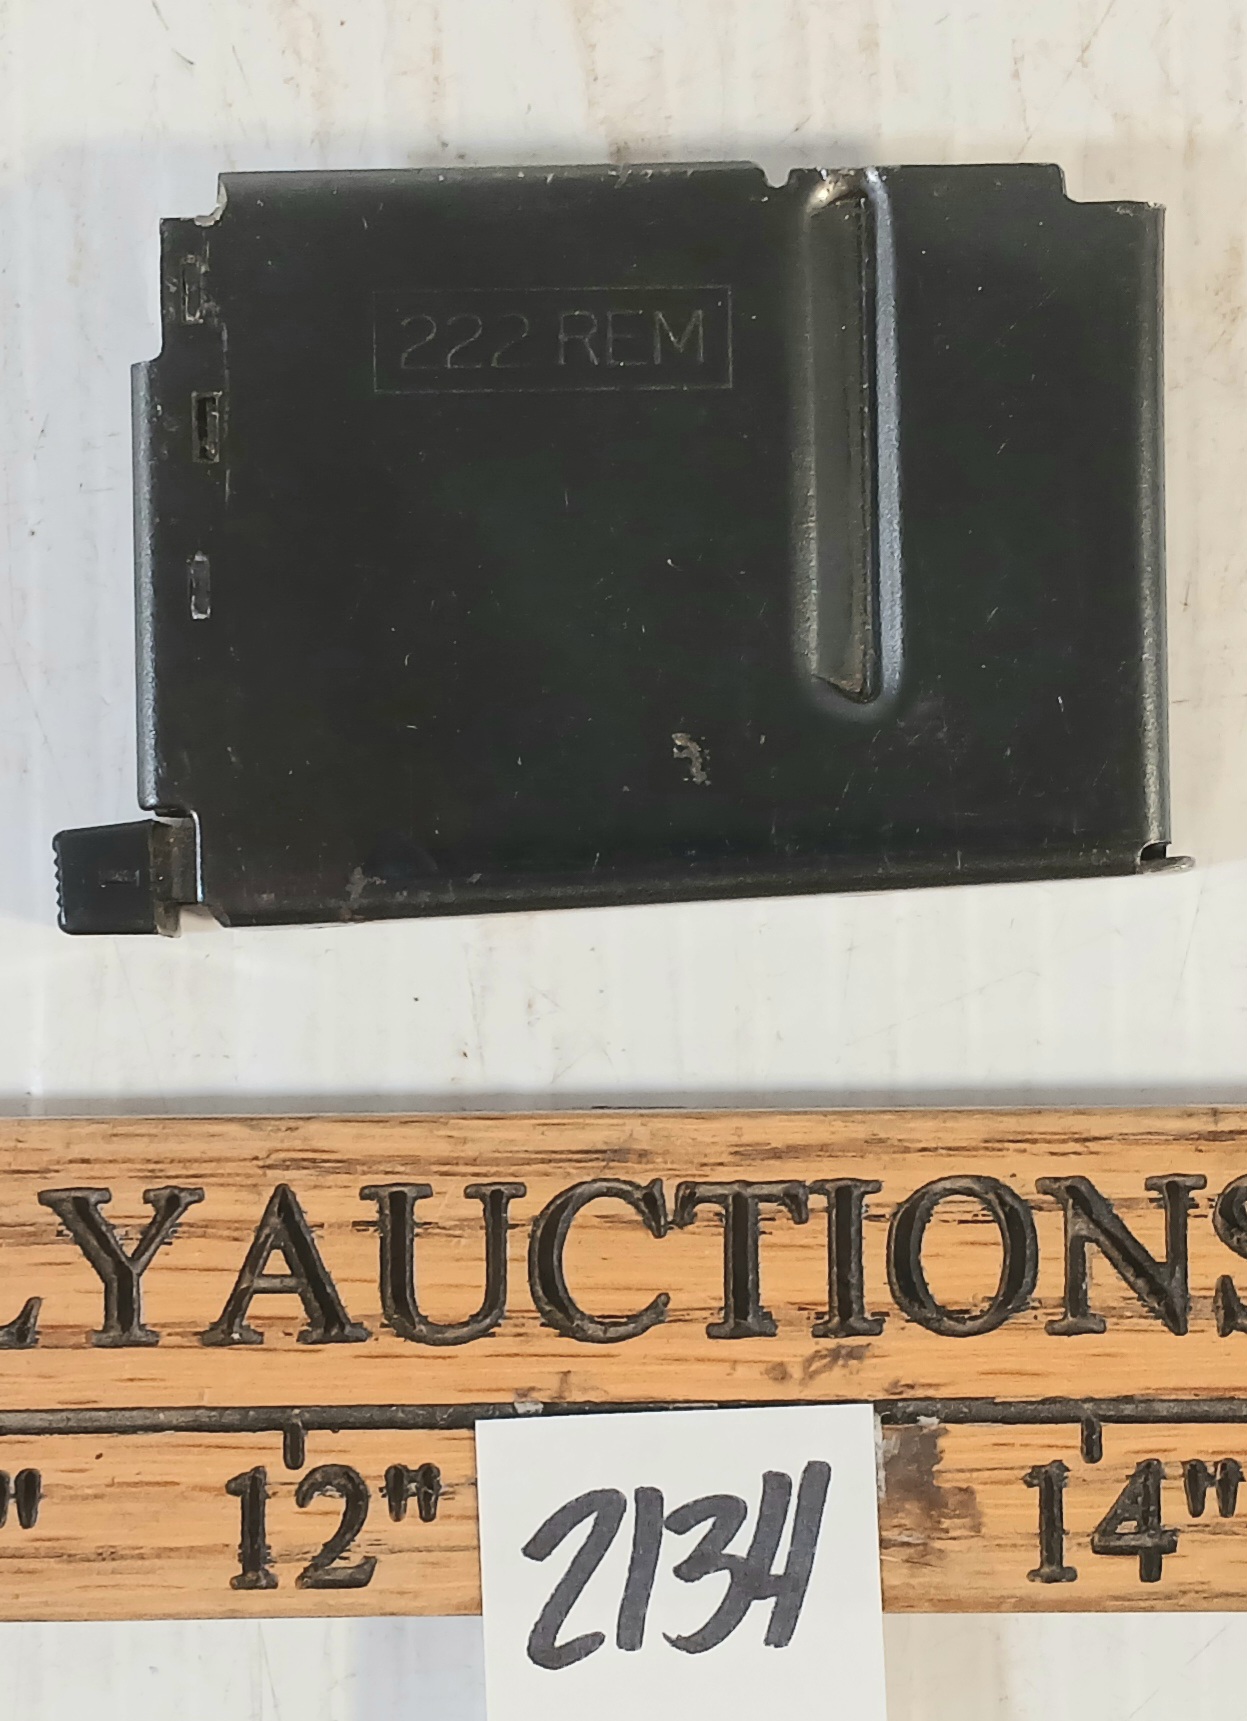 222 REM
LYAUCTIONS
" 12" 14"
2134